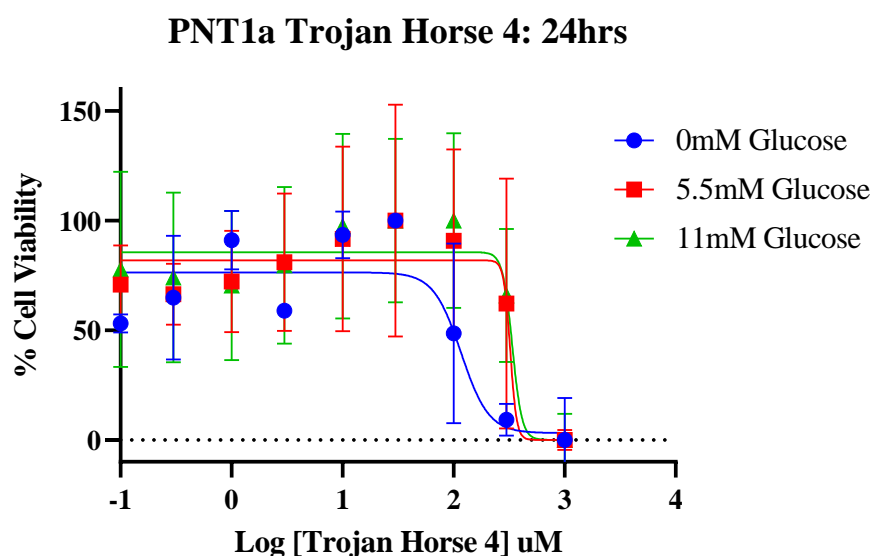 PNT1a Trojan Horse 4: 24hrs
% Cell Viability
150
100
50
0
-1
0
1
2
3
4
Log [Trojan Horse 4] uM
0mM Glucose
5.5mM Glucose
11mM Glucose